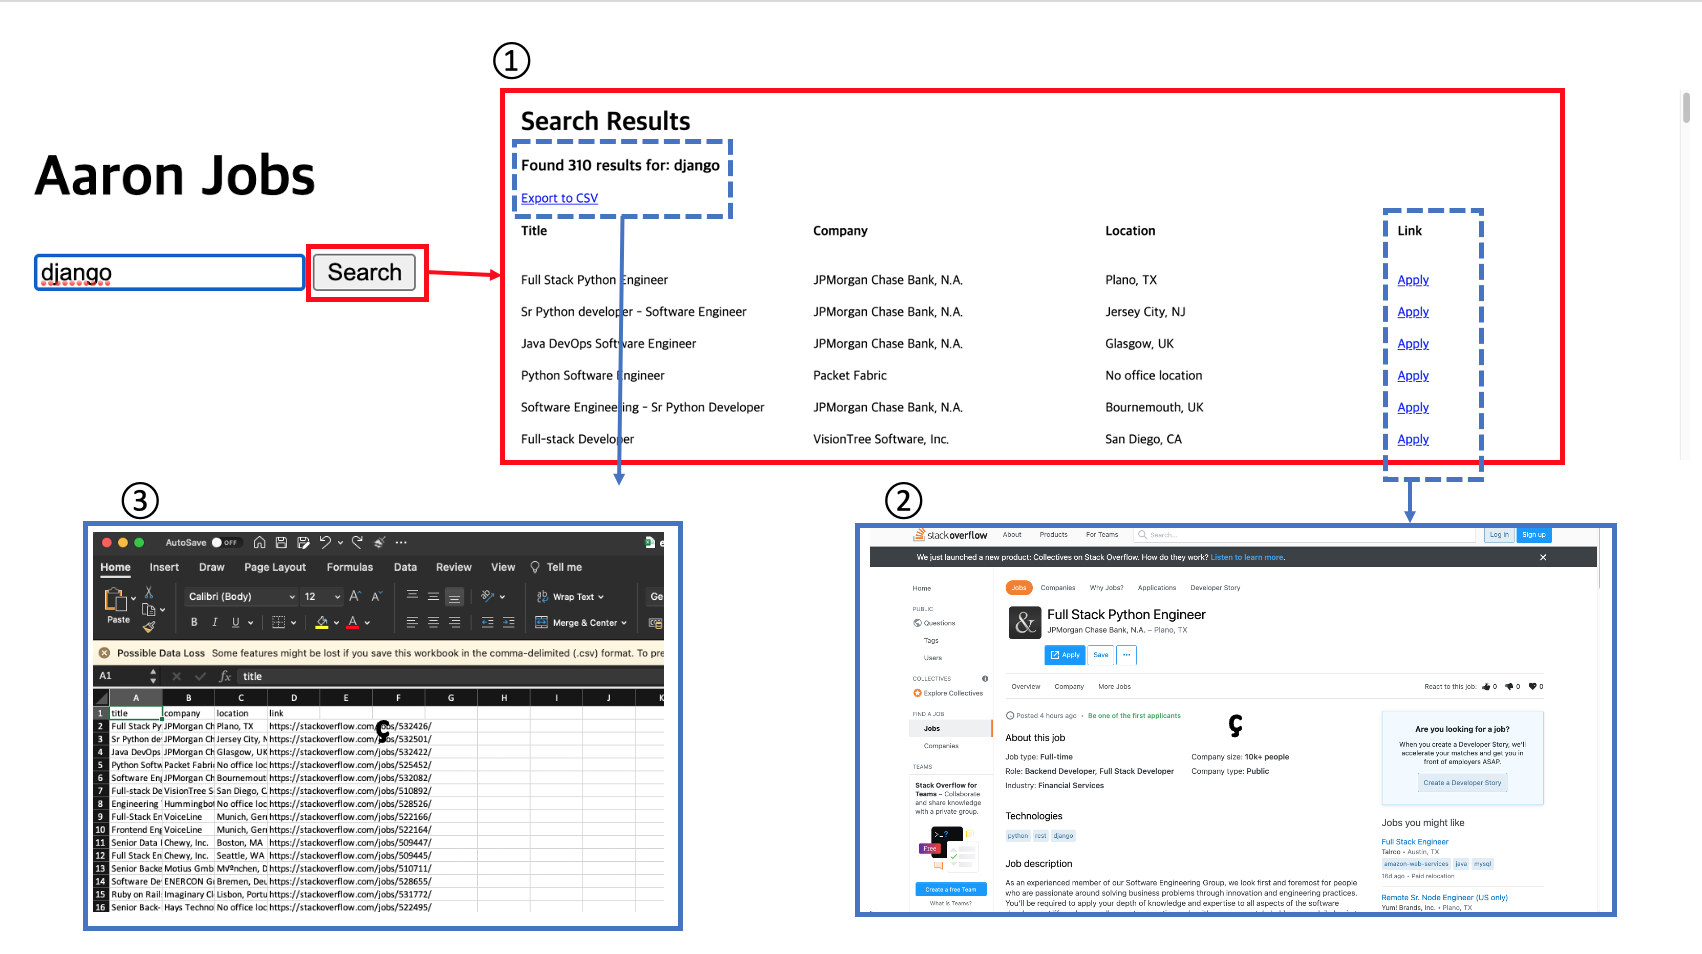 ①
Aaron Jobs
django
Search
Search Results
Found 310 results for: django
Export to CSV
Title Company Location Link
Full Stack Python Engineer JPMorgan Chase Bank, N.A. Plano, TX Apply
Sr Python developer - Software Engineer JPMorgan Chase Bank, N.A. Jersey City, NJ Apply
Java DevOps Software Engineer JPMorgan Chase Bank, N.A. Glasgow, UK Apply
Python Software Engineer Packet Fabric No office location Apply
Software Engineering - Sr Python Developer JPMorgan Chase Bank, N.A. Bournemouth, UK Apply
Full-stack Developer VisionTree Software, Inc. San Diego, CA Apply
③
AutoSave OFF
Home Insert Draw Page Layout Formulas Data Review View Tell me
Paste
Calibri (Body) 12 A^ Aˇ Wrap Text Ge
B I U A Merge & Center
Possible Data Loss Some features might be lost if you save this workbook in the comma-delimited (.csv) format. To pre
A1 fx title
A B C D E F G H I J K
1 title company location link
2 Full Stack Py JPMorgan Ch Plano, TX https://stackoverflow.com/jobs/532426/
3 Sr Python de JPMorgan Ch Jersey City, N https://stackoverflow.com/jobs/532501/
4 Java DevOps JPMorgan Ch Glasgow, UK https://stackoverflow.com/jobs/532422/
5 Python Softw Packet Fabri No office loc https://stackoverflow.com/jobs/525452/
6 Software Eng JPMorgan Ch Bournemout https://stackoverflow.com/jobs/532082/
7 Full-stack De VisionTree S San Diego, C https://stackoverflow.com/jobs/510892/
8 Engineering Hummingbot No office loc https://stackoverflow.com/jobs/528526/
9 Full-Stack En VoiceLine Munich, Ger https://stackoverflow.com/jobs/522166/
10 Frontend Eng VoiceLine Munich, Ger https://stackoverflow.com/jobs/522164/
11 Senior Data Chewy, Inc. Boston, MA https://stackoverflow.com/jobs/509447/
12 Full Stack En Chewy, Inc. Seattle, WA https://stackoverflow.com/jobs/509445/
13 Senior Backe Motius Gmb https://stackoverflow.com/jobs/510711/
14 Software De ENERCON G Bremen, Deu https://stackoverflow.com/jobs/528655/
15 Ruby on Rail Imaginary Cl Lisbon, Portu https://stackoverflow.com/jobs/531772/
16 Senior Back- Hays Techno No office loc https://stackoverflow.com/jobs/522495/
ç
②
stackoverflow About Products For Teams Search... Log in Sign up
We just launched a new product: Collectives on Stack Overflow. How do they work? Listen to learn more.
Home
PUBLIC
Questions
Tags
Users
COLLECTIVES
Explore Collectives
FIND A JOB
Jobs
Companies
TEAMS
Stack Overflow for
Teams – Collaborate
and share knowledge
with a private group.
>_?
Free
Create a free Team
What is Teams?
Jobs Companies Why Jobs? Applications Developer Story
&
Full Stack Python Engineer
JPMorgan Chase Bank, N.A. – Plano, TX
Apply Save ...
Overview Company More Jobs
React to this job: 0 0 0
Posted 4 hours ago · Be one of the first applicants
ç
About this job
Job type: Full-time
Role: Backend Developer, Full Stack Developer
Industry: Financial Services
Company size: 10k+ people
Company type: Public
Technologies
python rest django
Job description
As an experienced member of our Software Engineering Group, we look first and foremost for people
who are passionate around solving business problems through innovation and engineering practices.
You'll be required to apply your depth of knowledge and expertise to all aspects of the software
Are you looking for a job?
When you create a Developer Story, we'll
accelerate your matches and get you in
front of employers ASAP.
Create a Developer Story
Jobs you might like
Full Stack Engineer
Talroo · Austin, TX
amazon-web-services java mysql
16d ago · Paid relocation
Remote Sr. Node Engineer (US only)
Yum! Brands, Inc. · Plano, TX